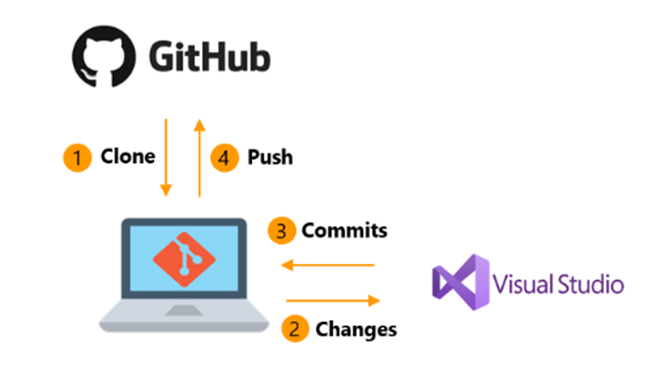 GitHub
1 Clone
4 Push
3 Commits
Visual Studio
2 Changes